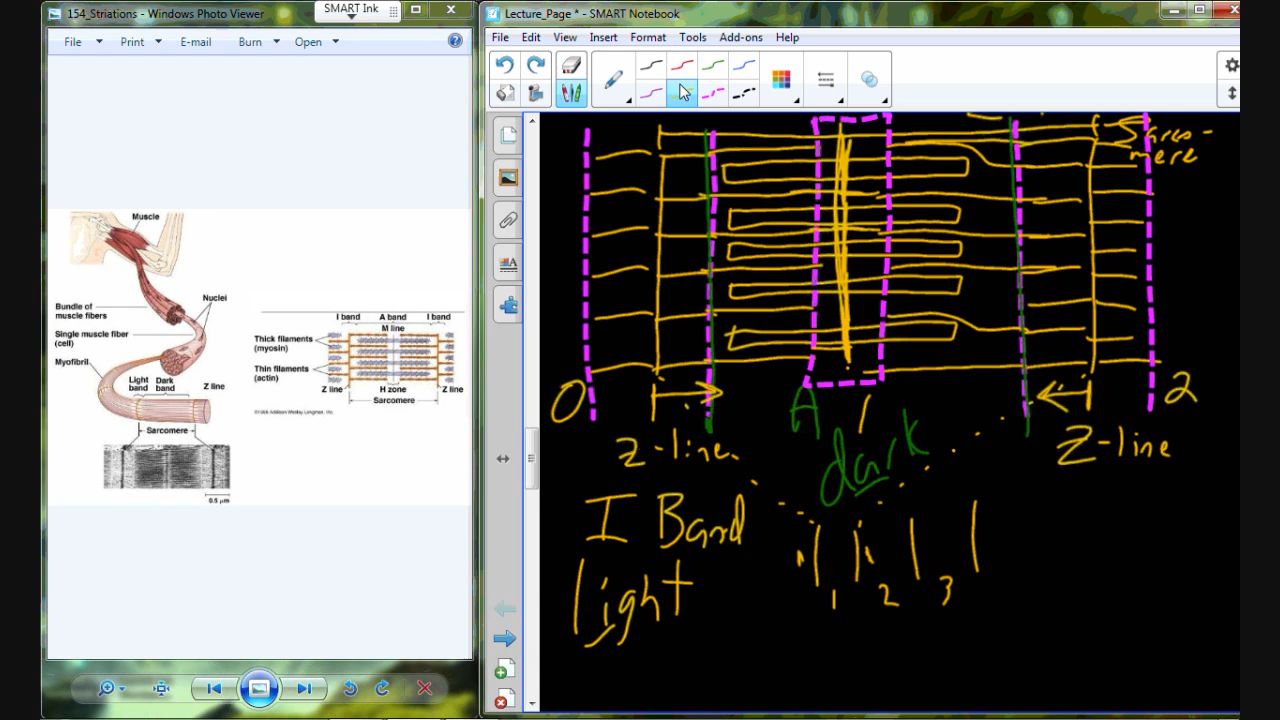 154_Striations - Windows Photo Viewer
SMART Ink
File Print E-mail Burn Open
Muscle
Nuclei
Bundle of
muscle fibers
Single muscle fiber
(cell)
Myofibril
Light
band
Dark
band
Z line
Sarcomere
0.5 µm
I band A band I band
M line
Thick filaments
(myosin)
Thin filaments
(actin)
Z line H zone Z line
Sarcomere
Lecture_Page * - SMART Notebook
File Edit View Insert Format Tools Add-ons Help
Sarco-
mere
0 A 2
Z-line. Z-line
dark
I Band
light
1 2 3